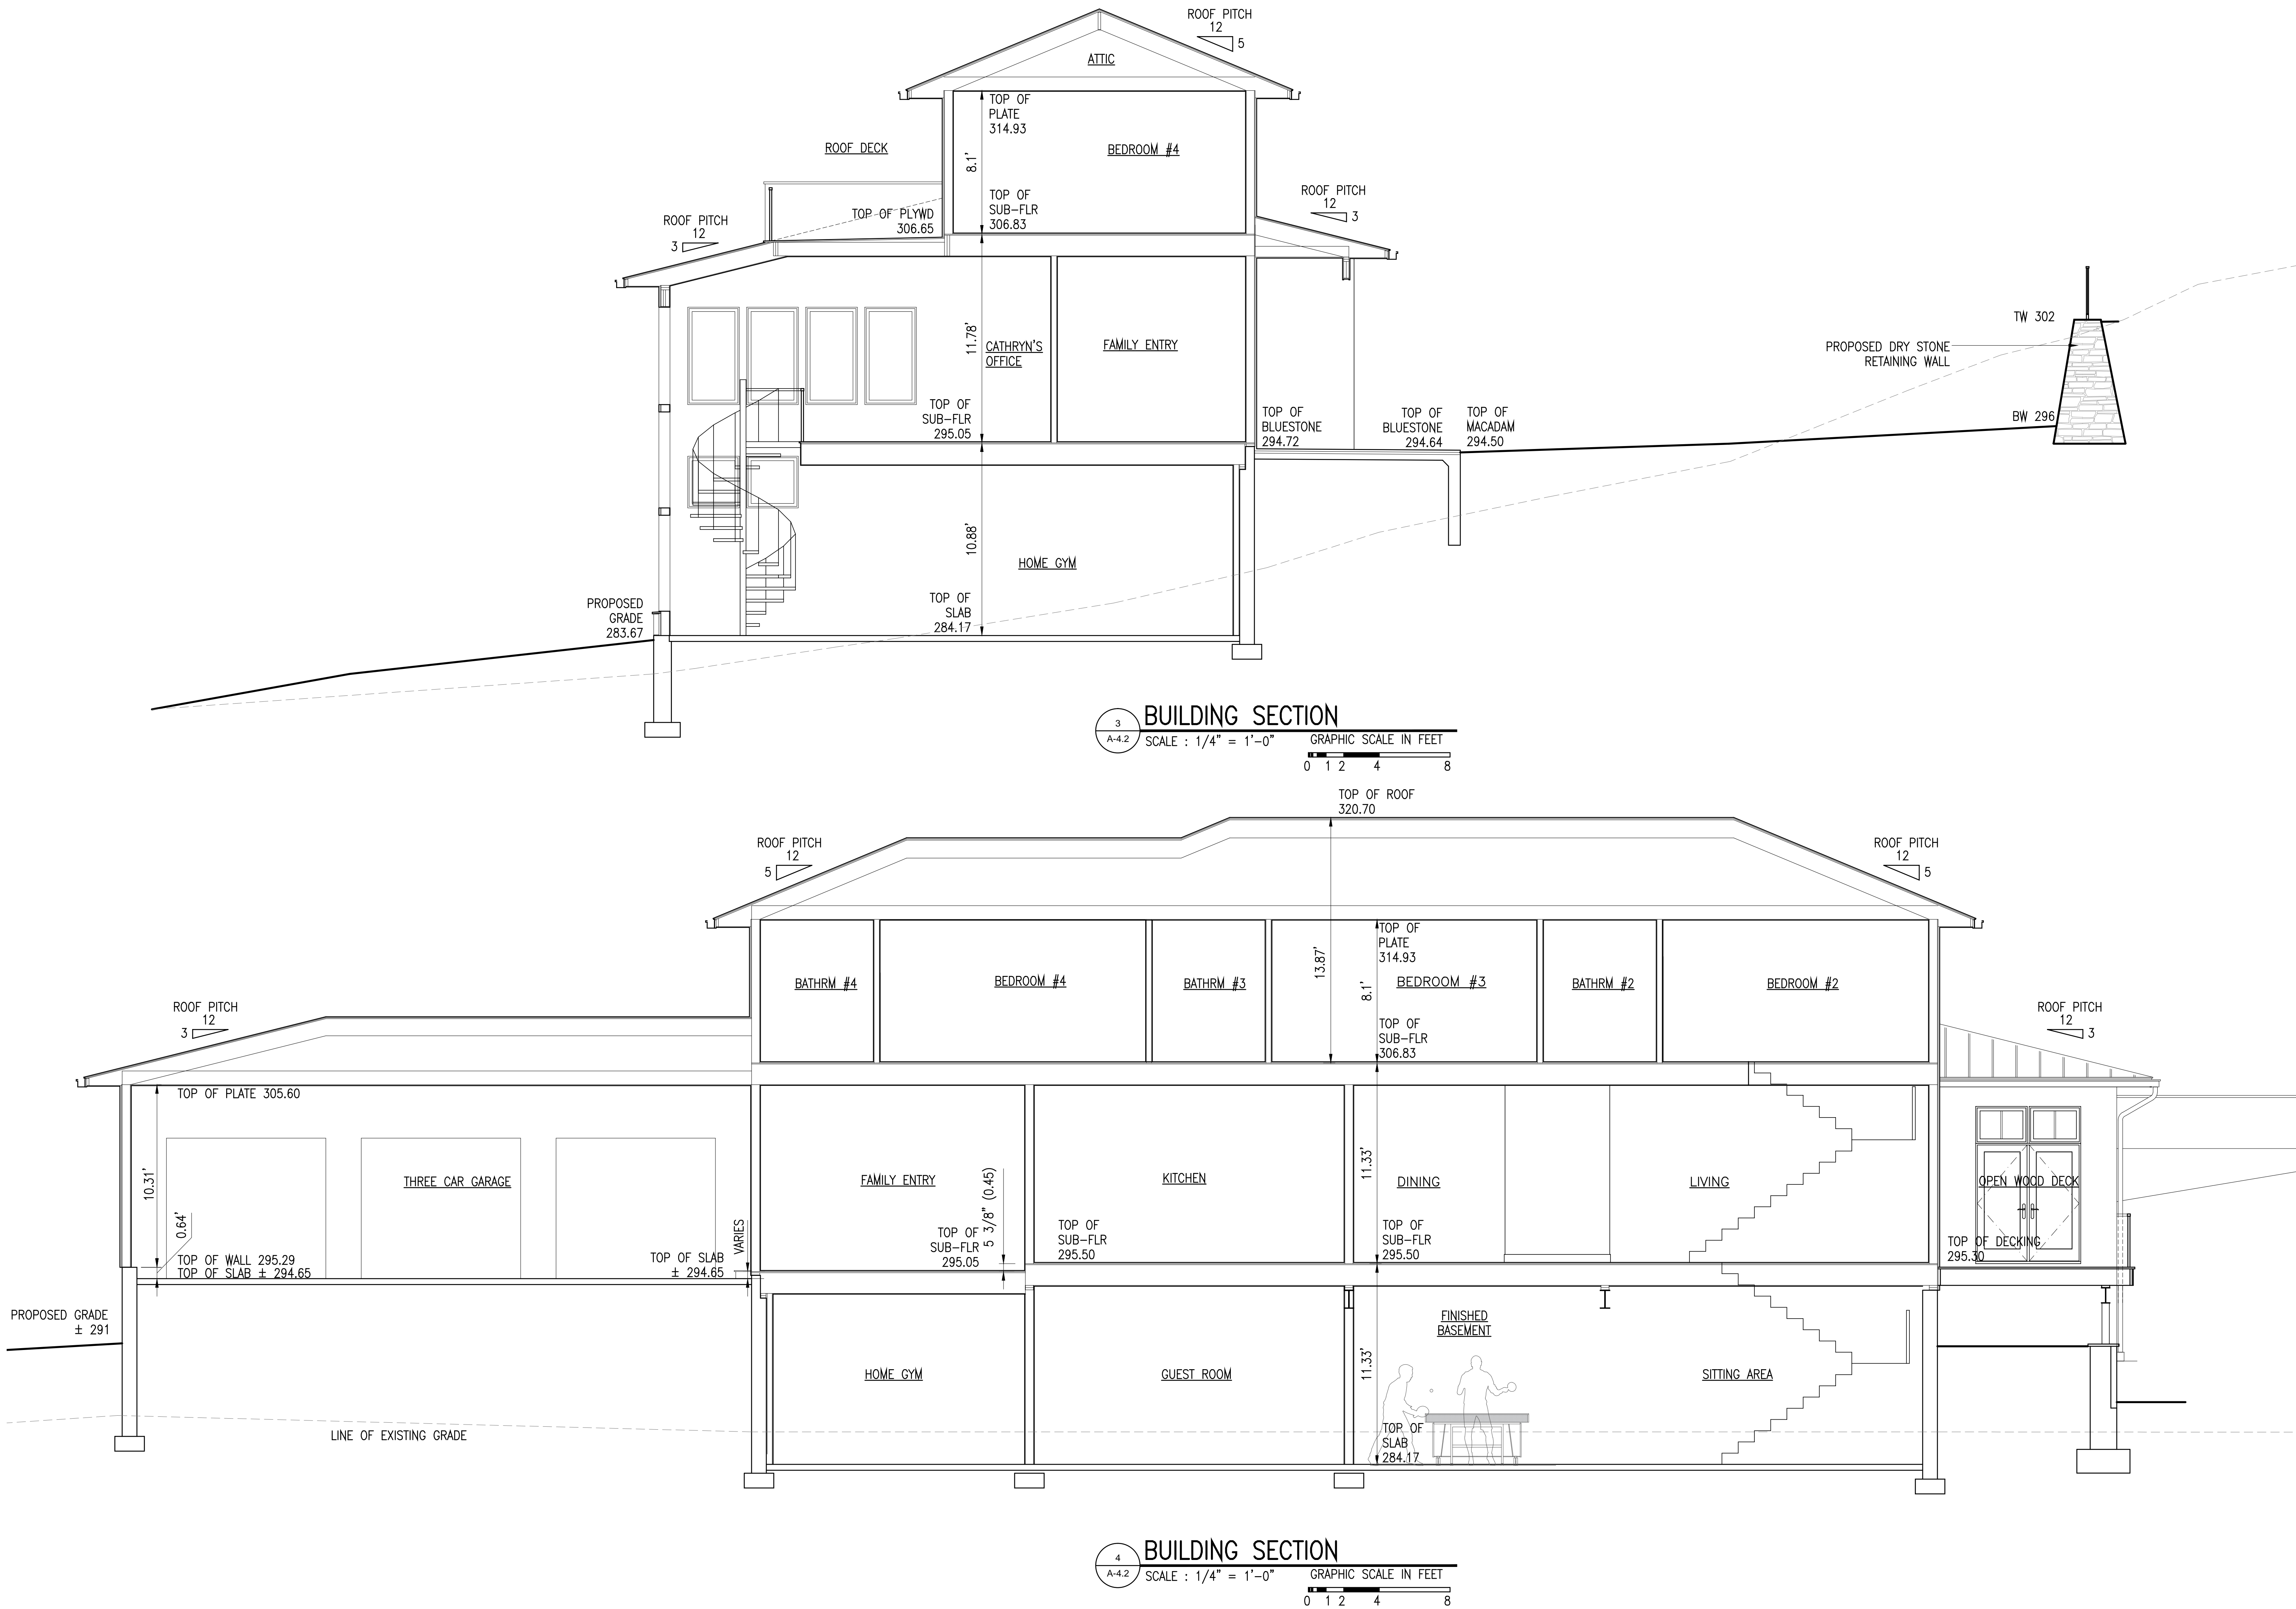 ROOF PITCH
12
5
ATTIC
TOP OF
PLATE
314.93
8.1'
ROOF DECK
BEDROOM #4
TOP OF
SUB-FLR
306.83
TOP OF PLYWD
306.65
ROOF PITCH
12
3
ROOF PITCH
12
3
11.78'
CATHRYN'S
OFFICE
FAMILY ENTRY
TW 302
PROPOSED DRY STONE
RETAINING WALL
BW 296
TOP OF
SUB-FLR
295.05
TOP OF
BLUESTONE
294.72
TOP OF
BLUESTONE
294.64
TOP OF
MACADAM
294.50
10.88'
HOME GYM
TOP OF
SLAB
284.17
PROPOSED
GRADE
283.67
3
A-4.2
BUILDING SECTION
SCALE : 1/4" = 1'-0"
GRAPHIC SCALE IN FEET
0 1 2 4 8
TOP OF ROOF
320.70
ROOF PITCH
12
5
ROOF PITCH
12
5
TOP OF
PLATE
314.93
13.87'
8.1'
BATHRM #4
BEDROOM #4
BATHRM #3
BEDROOM #3
BATHRM #2
BEDROOM #2
TOP OF
SUB-FLR
306.83
ROOF PITCH
12
3
ROOF PITCH
12
3
TOP OF PLATE 305.60
10.31'
0.64'
THREE CAR GARAGE
VARIES
TOP OF WALL 295.29
TOP OF SLAB ± 294.65
TOP OF SLAB
± 294.65
FAMILY ENTRY
5 3/8" (0.45)
TOP OF
SUB-FLR
295.05
KITCHEN
TOP OF
SUB-FLR
295.50
11.33'
DINING
TOP OF
SUB-FLR
295.50
LIVING
OPEN WOOD DECK
TOP OF DECKING
295.30
PROPOSED GRADE
± 291
FINISHED
BASEMENT
HOME GYM
GUEST ROOM
11.33'
SITTING AREA
TOP OF
SLAB
284.17
LINE OF EXISTING GRADE
4
A-4.2
BUILDING SECTION
SCALE : 1/4" = 1'-0"
GRAPHIC SCALE IN FEET
0 1 2 4 8